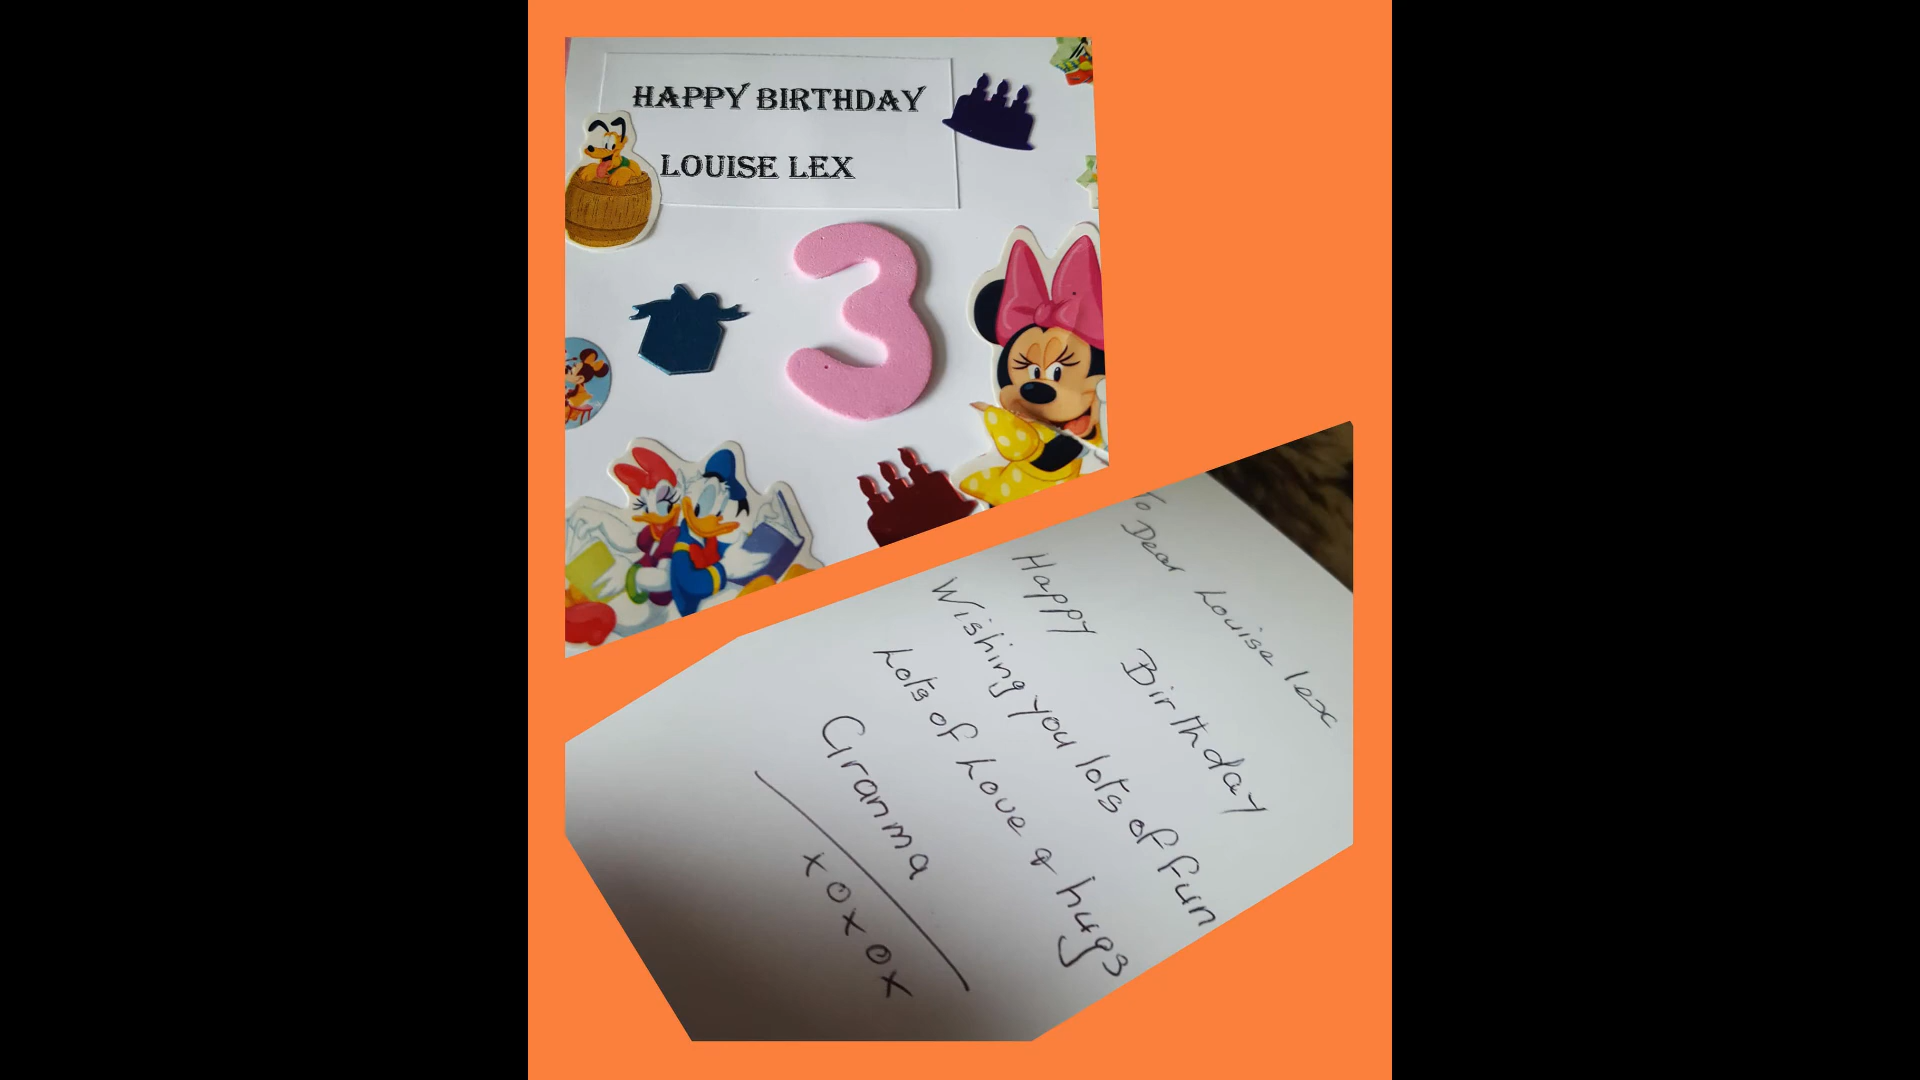 HAPPY BIRTHDAY
LOUISE LEX
3
To Dear Louise lex
Happy Birthday
Wishing you lots of fun
Lots of Love & hugs
Granma
xoxox